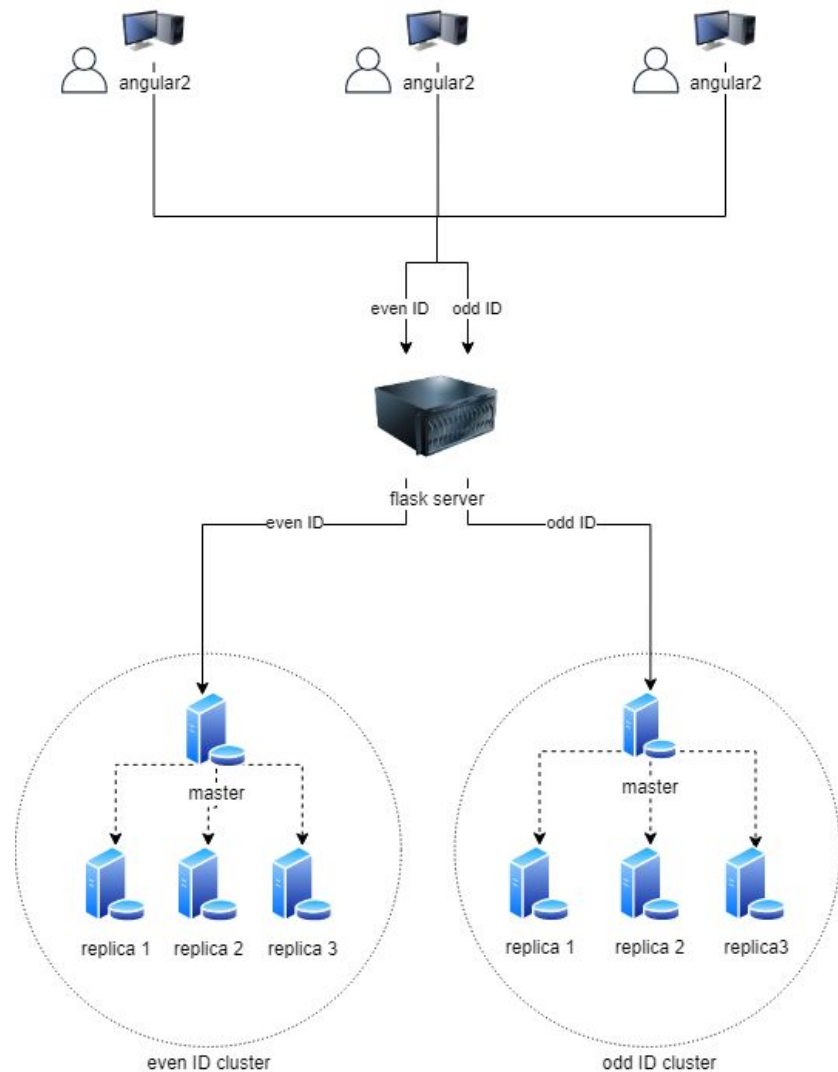 angular2
angular2
angular2
even ID
odd ID
flask server
even ID
odd ID
master
master
replica 1
replica 2
replica 3
replica 1
replica 2
replica3
even ID cluster
odd ID cluster